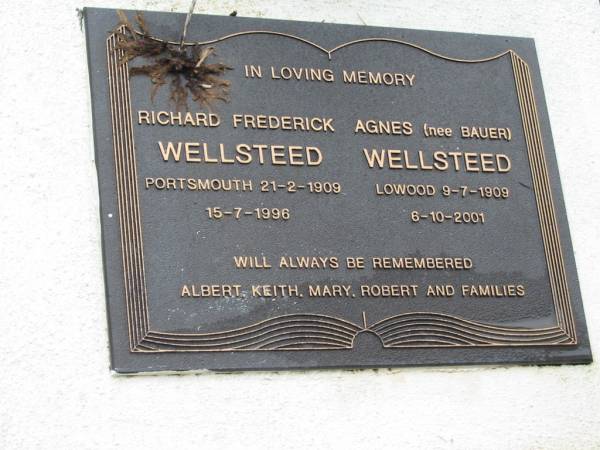 IN LOVING MEMORY
RICHARD FREDERICK AGNES (nee BAUER)
WELLSTEED WELLSTEED
PORTSMOUTH 21-2-1909 LOWOOD 9-7-1909
15-7-1996 6-10-2001
WILL ALWAYS BE REMEMBERED
ALBERT, KEITH, MARY, ROBERT AND FAMILIES